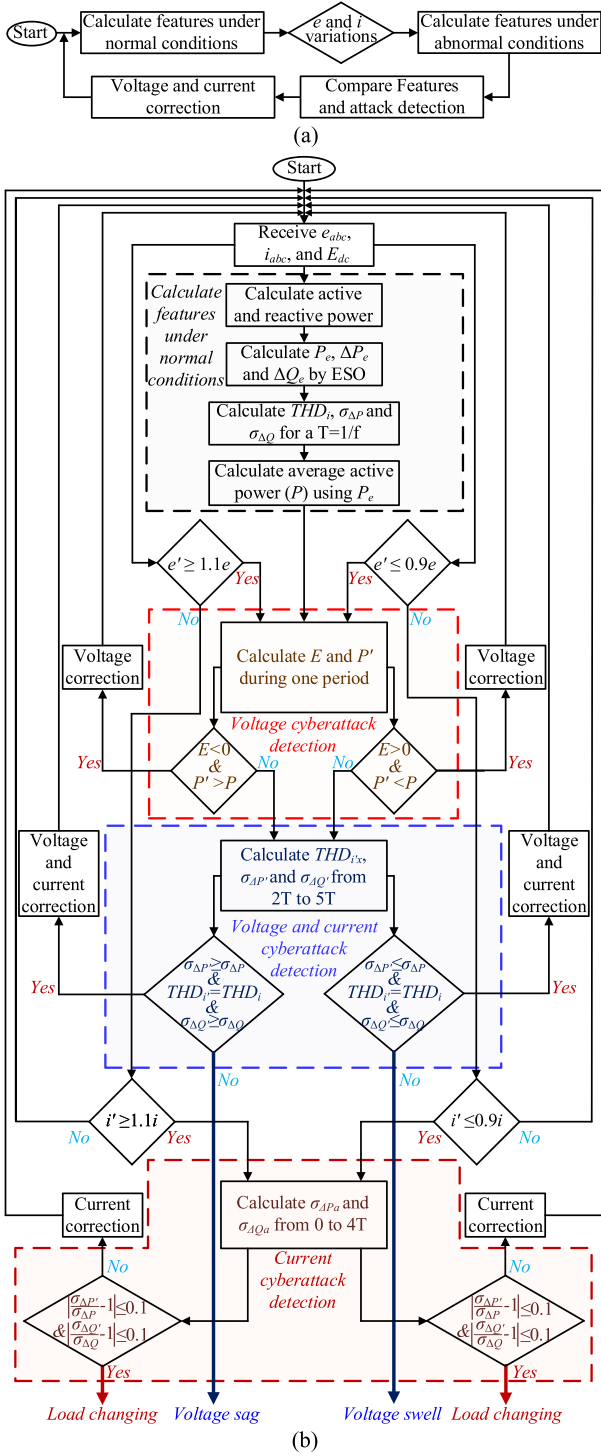 Start
Calculate features under
normal conditions
e and i
variations
Calculate features under
abnormal conditions
Voltage and current
correction
Compare Features
and attack detection
(a)
Start
Receive e_abc,
i_abc, and E_dc
Calculate
features
under
normal
conditions
Calculate active
and reactive power
Calculate P_e, ΔP_e
and ΔQ_e by ESO
Calculate THD_i, σ_ΔP and
σ_ΔQ for a T=1/f
Calculate average active
power (P) using P_e
e′ ≥ 1.1e
Yes
No
e′ ≤ 0.9e
Yes
No
Voltage
correction
Calculate E and P′
during one period
Voltage
correction
Voltage cyberattack
detection
Yes
E<0
&
P′ >P
No
No
E>0
&
P′ <P
Yes
Voltage
and
current
correction
Calculate THD_i′x,
σ_ΔP′ and σ_ΔQ′ from
2T to 5T
Voltage
and
current
correction
Voltage and current
cyberattack
detection
Yes
σ_ΔP′≥σ_ΔP
&
THD_i′=THD_i
&
σ_ΔQ′≥σ_ΔQ
No
σ_ΔP′≤σ_ΔP
&
THD_i′=THD_i
&
σ_ΔQ′≤σ_ΔQ
Yes
No
i′ ≥1.1i
No
Yes
i′ ≤0.9i
Yes
No
Current
correction
Calculate σ_ΔPa and
σ_ΔQa from 0 to 4T
Current
correction
Current
cyberattack
detection
No
|σ_ΔP′/σ_ΔP-1|≤0.1
&|σ_ΔQ′/σ_ΔQ-1|≤0.1
Yes
No
|σ_ΔP′/σ_ΔP-1|≤0.1
&|σ_ΔQ′/σ_ΔQ-1|≤0.1
Yes
Load changing
Voltage sag
Voltage swell
Load changing
(b)